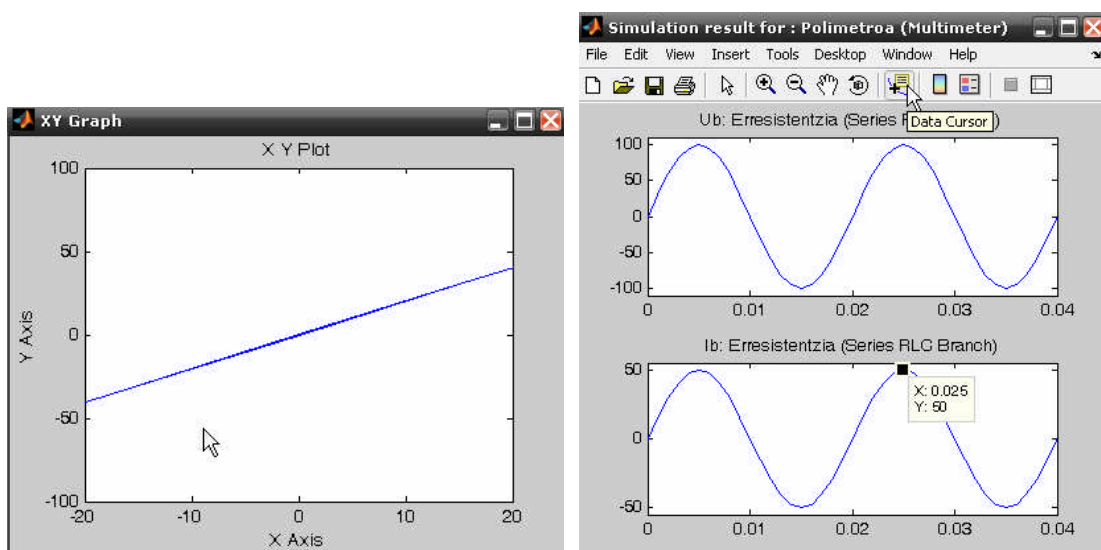 XY Graph
X Y Plot
100
50
0
-50
-100
-20 -10 0 10 20
Y Axis
X Axis
Simulation result for : Polimetroa (Multimeter)
File Edit View Insert Tools Desktop Window Help
Data Cursor
Ub: Erresistentzia (Series R )
100
50
0
-50
-100
0 0.01 0.02 0.03 0.04
Ib: Erresistentzia (Series RLC Branch)
50
0
-50
X: 0.025
Y: 50
0 0.01 0.02 0.03 0.04